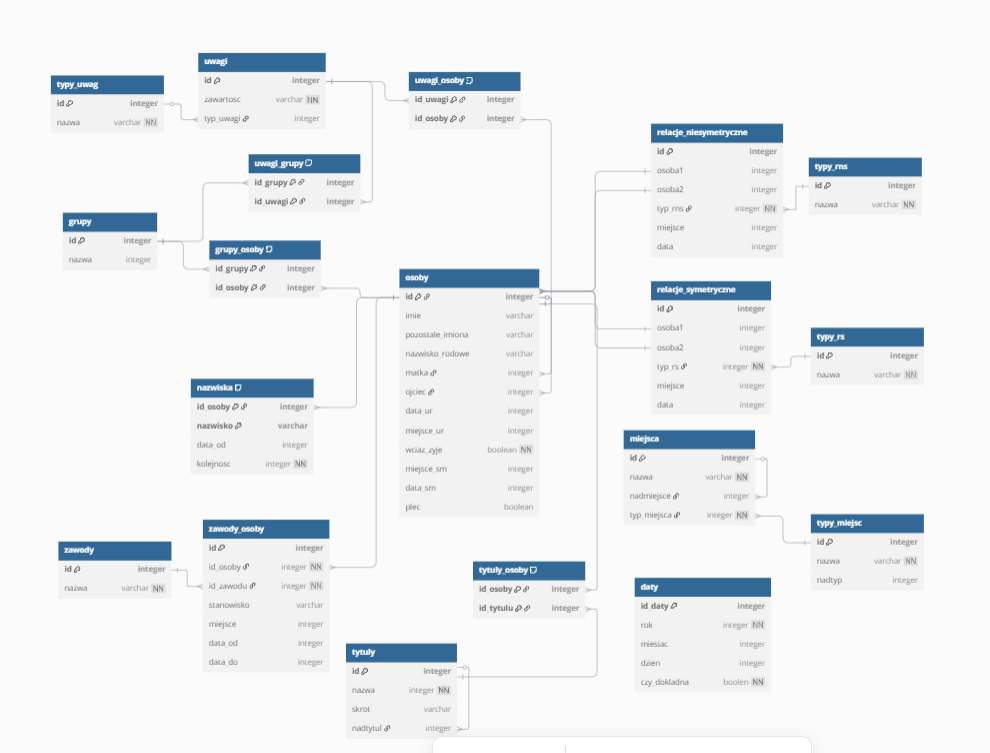 typy_uwag
id integer
nazwa varchar NN
uwagi
id integer
zawartosc varchar NN
typ_uwagi integer
uwagi_osoby
id_uwagi integer
id_osoby integer
uwagi_grupy
id_grupy integer
id_uwagi integer
grupy
id integer
nazwa integer
grupy_osoby
id_grupy integer
id_osoby integer
osoby
id integer
imie varchar
pozostale_imiona varchar
nazwisko_rodowe varchar
matka integer
ojciec integer
data_ur integer
miejsce_ur integer
wciaz_zyje boolean NN
miejsce_sm integer
data_sm integer
plec boolean
relacje_niesymetryczne
id integer
osoba1 integer
osoba2 integer
typ_rns integer NN
miejsce integer
data integer
typy_rns
id integer
nazwa varchar NN
relacje_symetryczne
id integer
osoba1 integer
osoba2 integer
typ_rs integer NN
miejsce integer
data integer
typy_rs
id integer
nazwa varchar NN
nazwiska
id_osoby integer
nazwisko varchar
data_od integer
kolejnosc integer NN
miejsca
id integer
nazwa varchar NN
nadmiejsce integer
typ_miejsca integer NN
typy_miejsc
id integer
nazwa varchar NN
nadtyp integer
zawody
id integer
nazwa varchar NN
zawody_osoby
id integer
id_osoby integer NN
id_zawodu integer NN
stanowisko varchar
miejsce integer
data_od integer
data_do integer
tytuly_osoby
id_osoby integer
id_tytulu integer
daty
id_daty integer
rok integer NN
miesiac integer
dzien integer
czy_dokladna boolen NN
tytuly
id integer
nazwa integer NN
skrot varchar
nadtytul integer